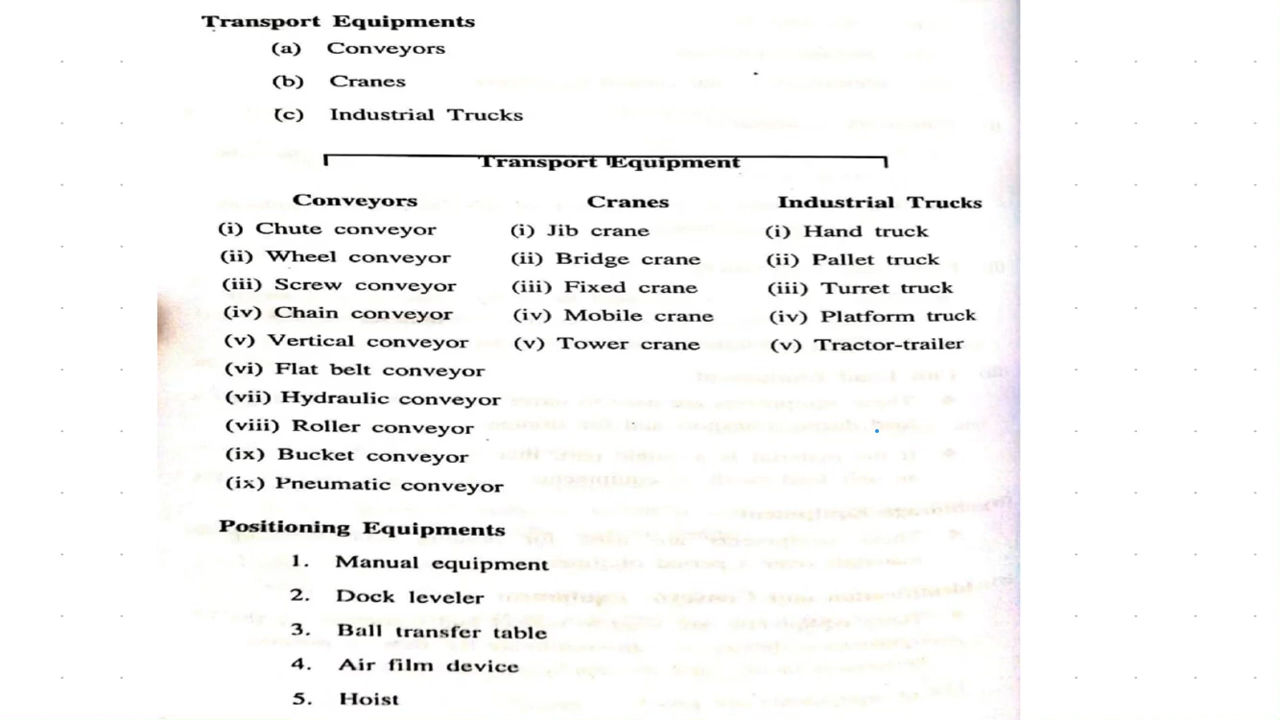 Transport Equipments
(a) Conveyors
(b) Cranes
(c) Industrial Trucks
Transport Equipment
Conveyors Cranes Industrial Trucks
(i) Chute conveyor (i) Jib crane (i) Hand truck
(ii) Wheel conveyor (ii) Bridge crane (ii) Pallet truck
(iii) Screw conveyor (iii) Fixed crane (iii) Turret truck
(iv) Chain conveyor (iv) Mobile crane (iv) Platform truck
(v) Vertical conveyor (v) Tower crane (v) Tractor-trailer
(vi) Flat belt conveyor
(vii) Hydraulic conveyor
(viii) Roller conveyor
(ix) Bucket conveyor
(ix) Pneumatic conveyor
Positioning Equipments
1. Manual equipment
2. Dock leveler
3. Ball transfer table
4. Air film device
5. Hoist